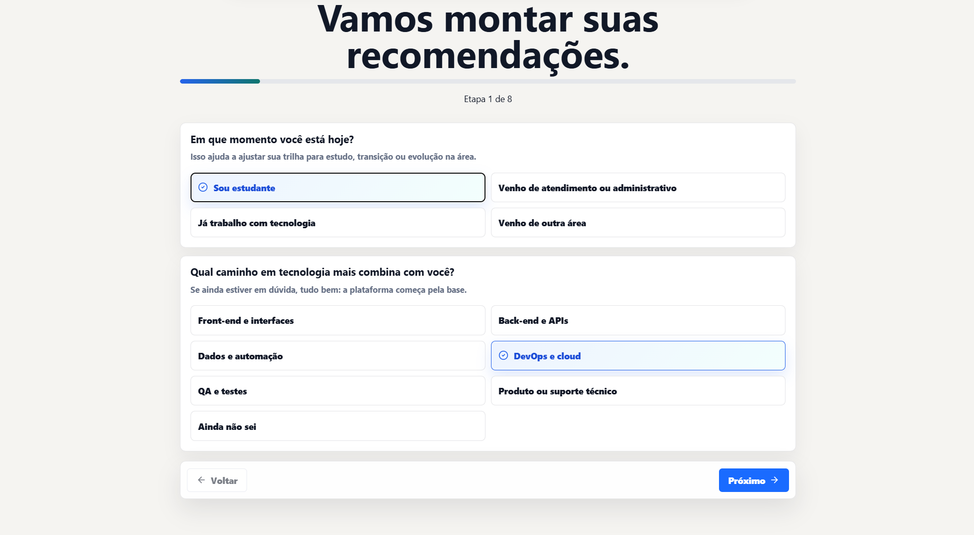 Vamos montar suas
recomendações.
Etapa 1 de 8
Em que momento você está hoje?
Isso ajuda a ajustar sua trilha para estudo, transição ou evolução na área.
Sou estudante
Venho de atendimento ou administrativo
Já trabalho com tecnologia
Venho de outra área
Qual caminho em tecnologia mais combina com você?
Se ainda estiver em dúvida, tudo bem: a plataforma começa pela base.
Front-end e interfaces
Back-end e APIs
Dados e automação
DevOps e cloud
QA e testes
Produto ou suporte técnico
Ainda não sei
Voltar
Próximo